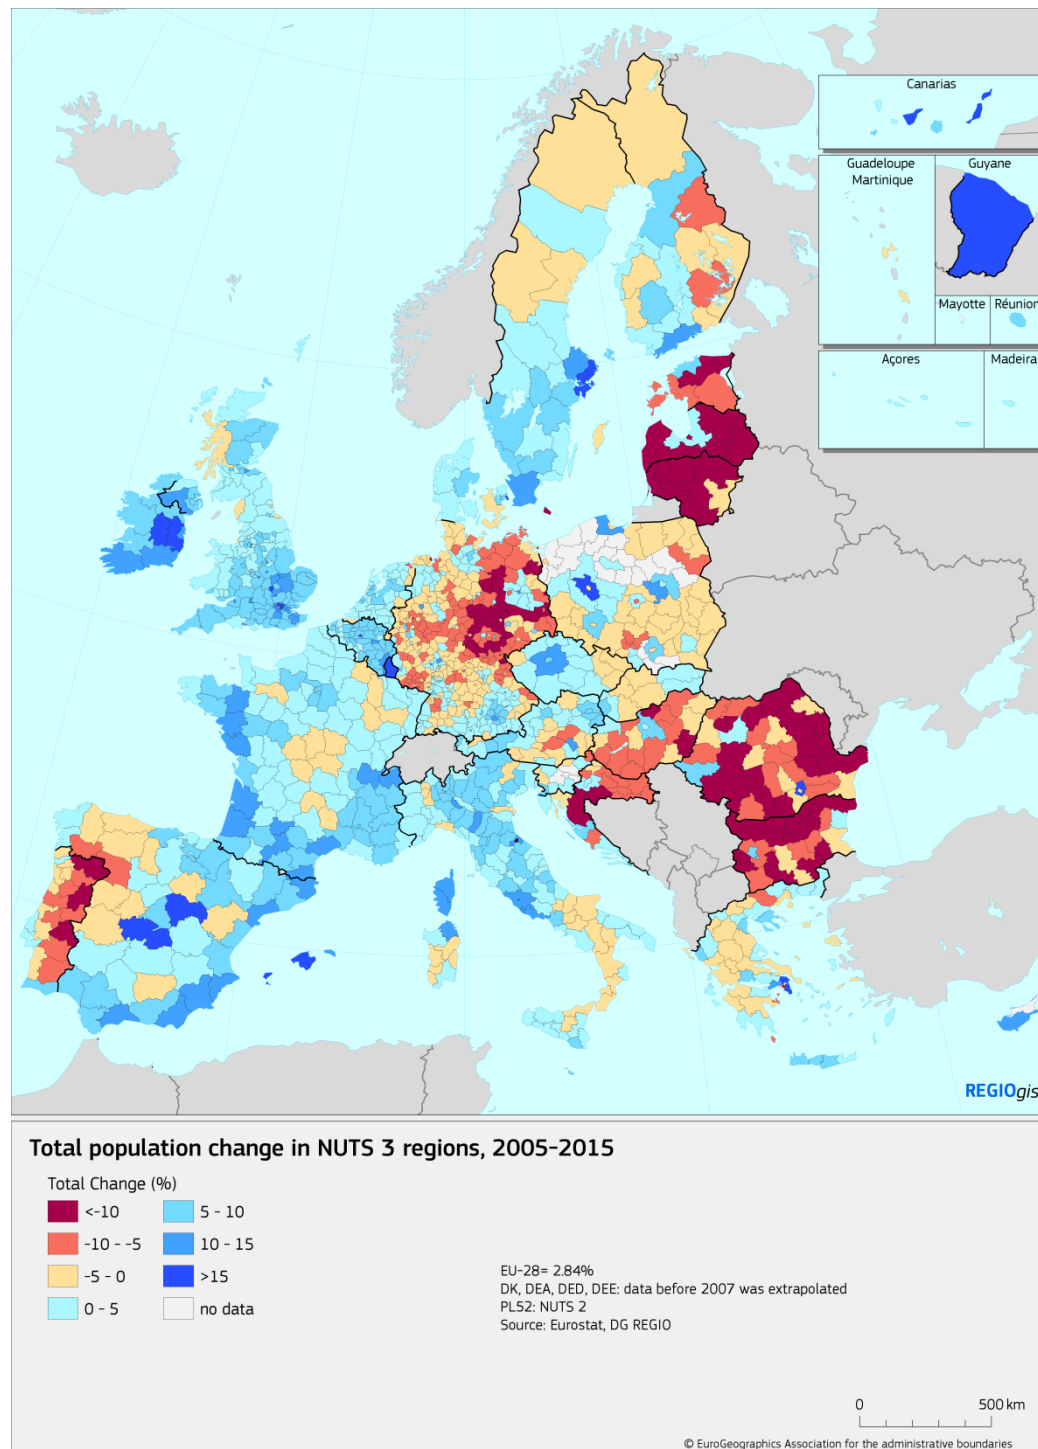 Canarias
Guadeloupe
Martinique
Guyane
Mayotte
Réunion
Açores
Madeira
REGIOgis
Total population change in NUTS 3 regions, 2005-2015
Total Change (%)
<-10
-10 - -5
-5 - 0
0 - 5
5 - 10
10 - 15
>15
no data
EU-28= 2.84%
DK, DEA, DED, DEE: data before 2007 was extrapolated
PL52: NUTS 2
Source: Eurostat, DG REGIO
0 500 km
© EuroGeographics Association for the administrative boundaries